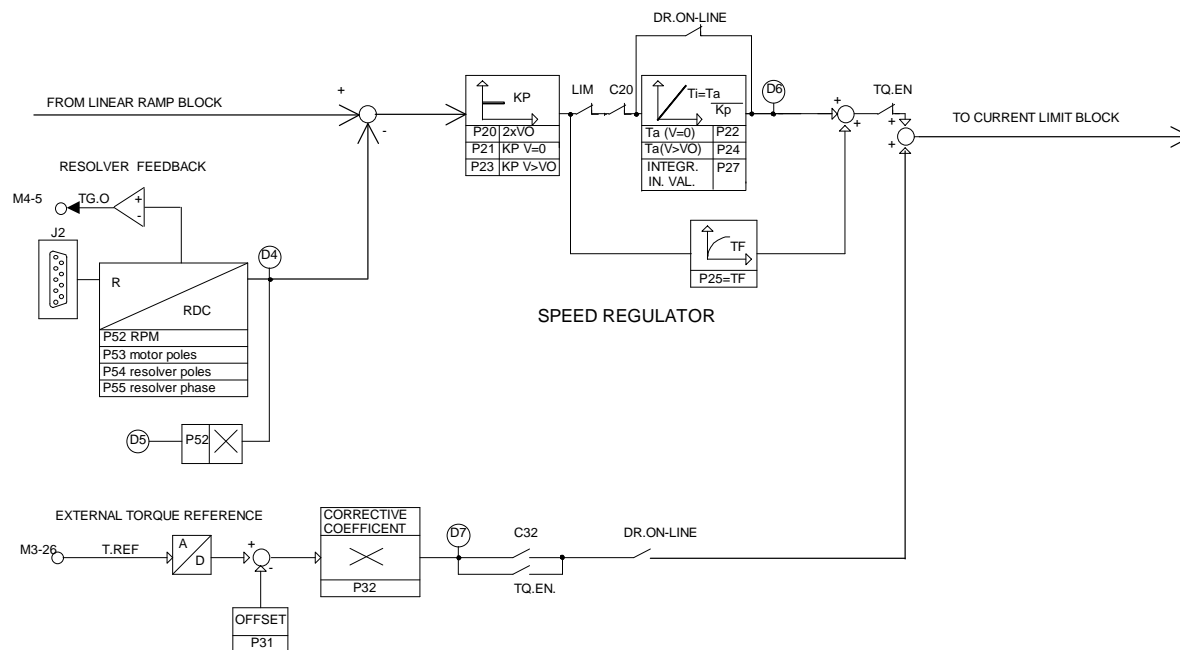 DR.ON-LINE
FROM LINEAR RAMP BLOCK
+
-
KP
P20 2xVO
P21 KP V=0
P23 KP V>VO
LIM
C20
Ti=Ta
Kp
Ta (V=0) P22
Ta(V>VO) P24
INTEGR. P27
IN. VAL.
D6
+
+
TQ.EN
+
+
TO CURRENT LIMIT BLOCK
RESOLVER FEEDBACK
M4-5
TG.O
+
-
J2
D4
R
RDC
P52 RPM
P53 motor poles
P54 resolver poles
P55 resolver phase
TF
P25=TF
SPEED REGULATOR
D5
P52
EXTERNAL TORQUE REFERENCE
M3-26
T.REF
A
D
+
-
OFFSET
P31
CORRECTIVE
COEFFICENT
P32
D7
C32
TQ.EN.
DR.ON-LINE